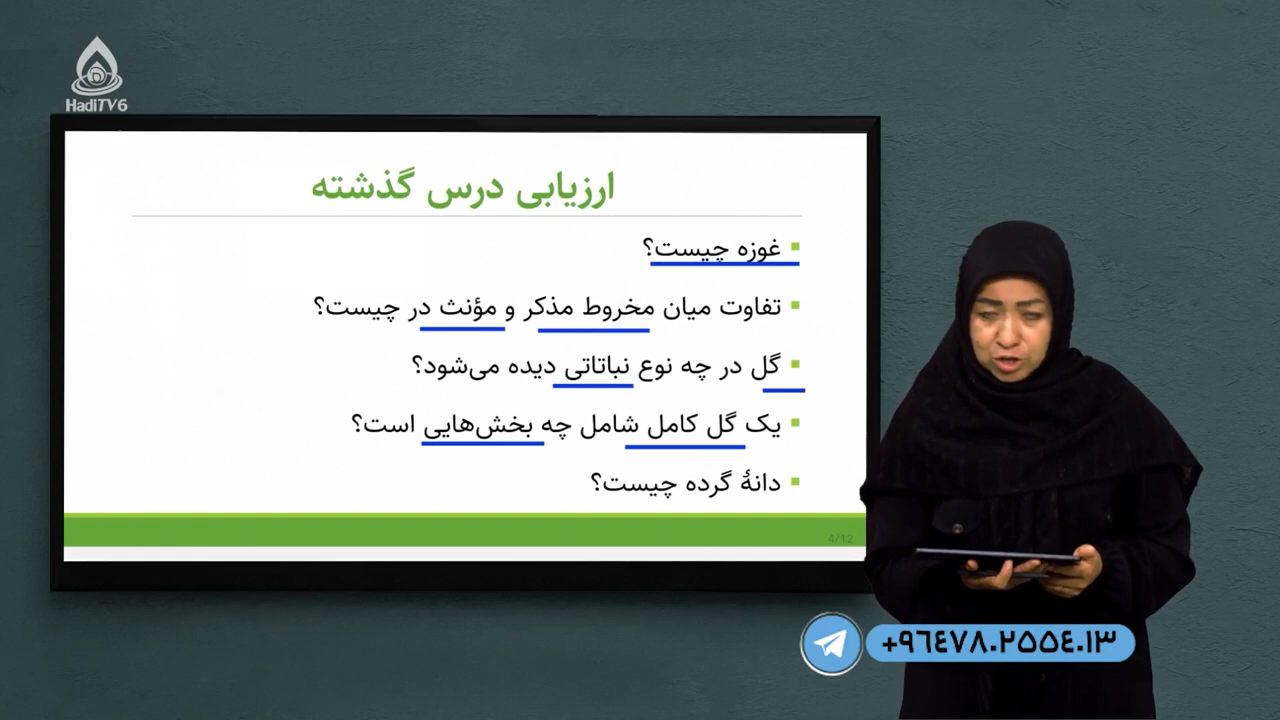 HadiTV6
ارزیابی درس گذشته
غوزه چیست؟
تفاوت میان مخروط مذکر و مؤنث در چیست؟
گل در چه نوع نباتاتی دیده می‌شود؟
یک گل کامل شامل چه بخش‌هایی است؟
دانهٔ گرده چیست؟
4/12
+٩٦٤٧٨٠٢٥٥٤٠١٣